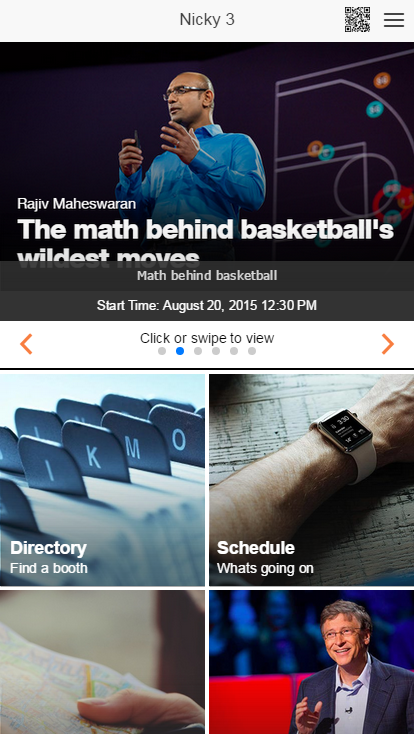 Nicky 3
Rajiv Maheswaran
The math behind basketball's
wildest moves
Math behind basketball
Start Time: August 20, 2015 12:30 PM
Click or swipe to view
I K M O
Directory
Find a booth
Schedule
Whats going on